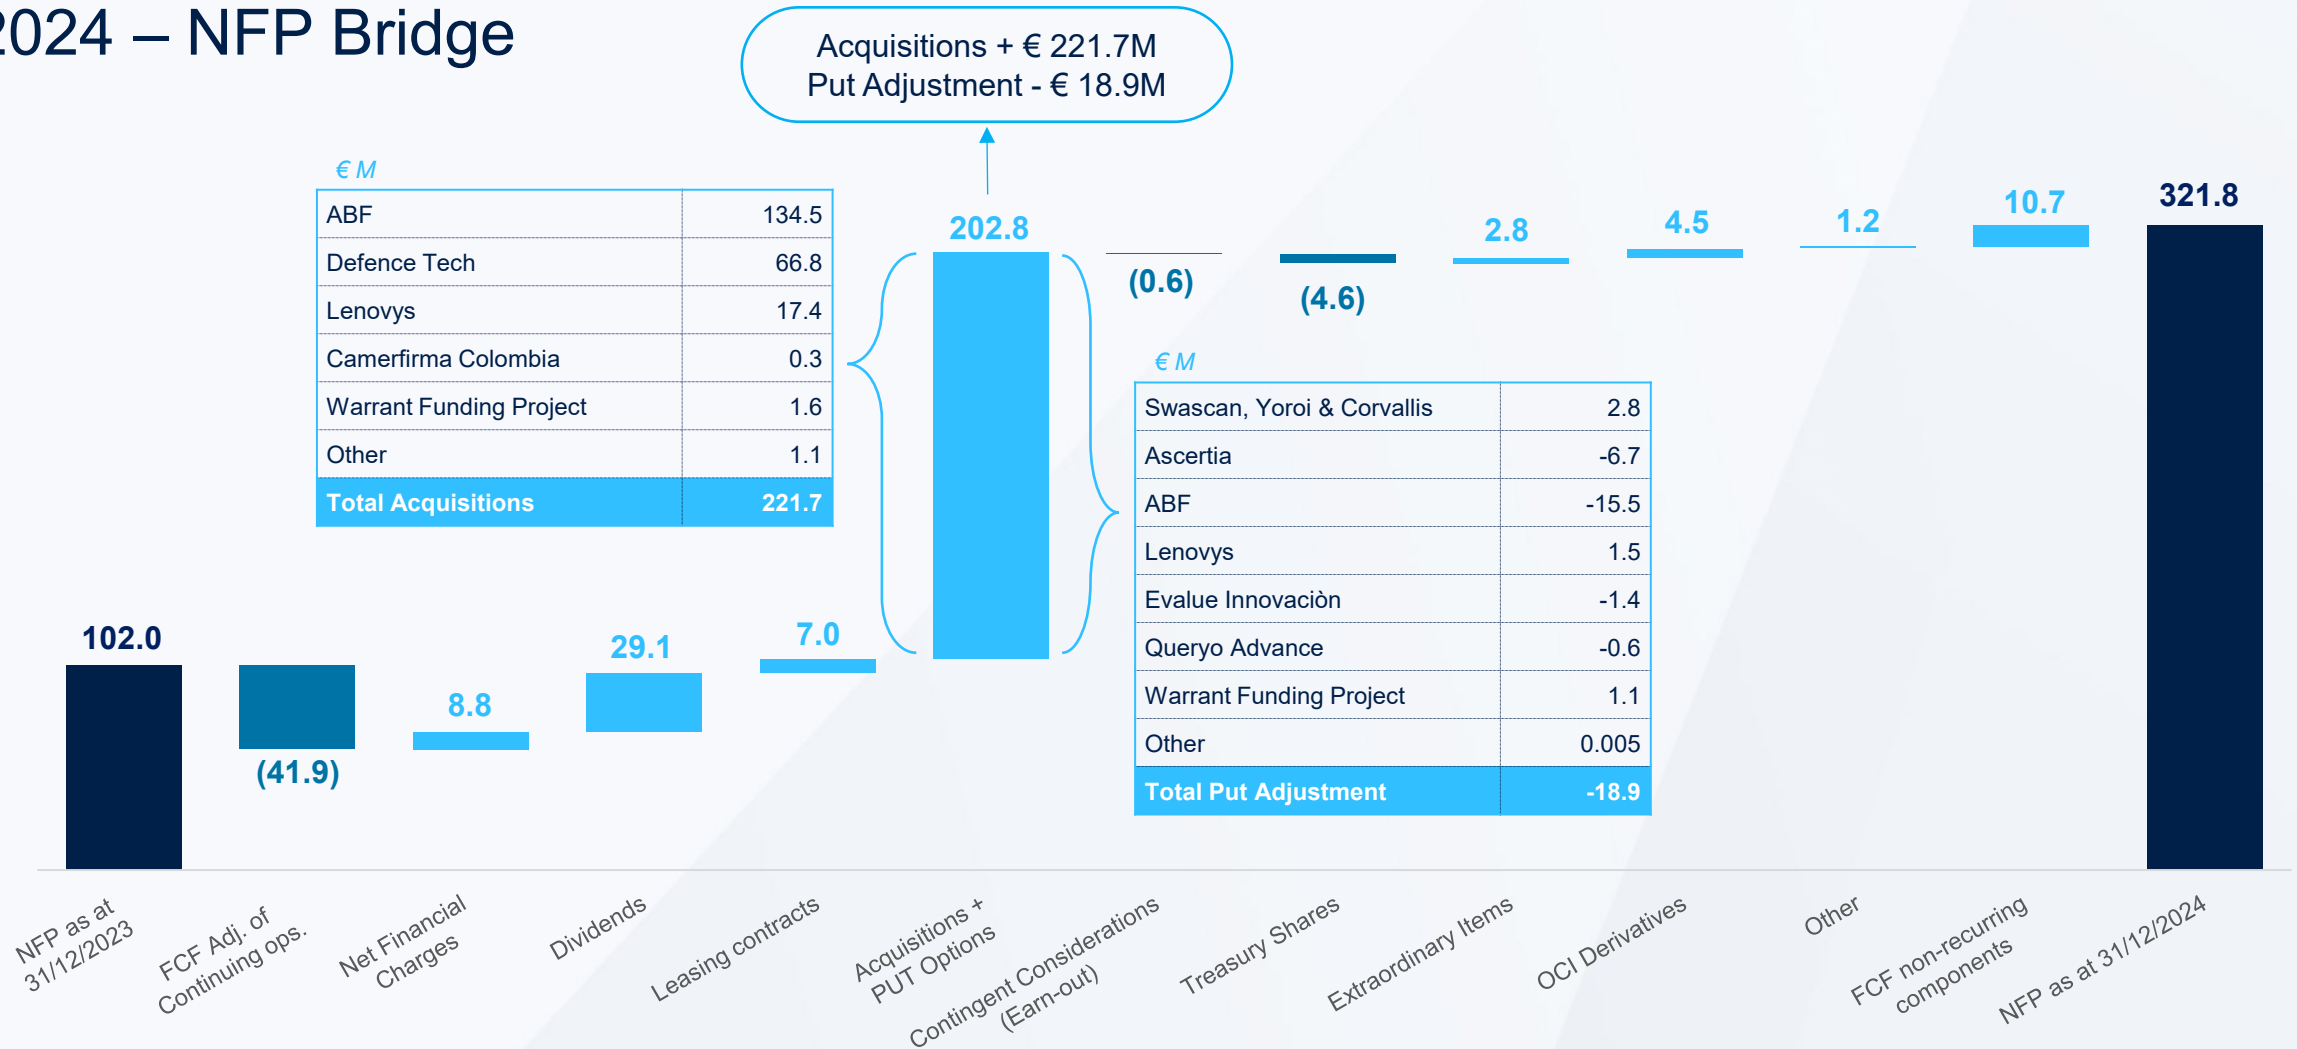 2024 – NFP Bridge
Acquisitions + € 221.7M
Put Adjustment - € 18.9M
€ M
ABF 134.5
Defence Tech 66.8
Lenovys 17.4
Camerfirma Colombia 0.3
Warrant Funding Project 1.6
Other 1.1
Total Acquisitions 221.7
€ M
Swascan, Yoroi & Corvallis 2.8
Ascertia -6.7
ABF -15.5
Lenovys 1.5
Evalue Innovaciòn -1.4
Queryo Advance -0.6
Warrant Funding Project 1.1
Other 0.005
Total Put Adjustment -18.9
102.0
(41.9)
8.8
29.1
7.0
202.8
(0.6)
(4.6)
2.8
4.5
1.2
10.7
321.8
NFP as at
31/12/2023
FCF Adj. of
Continuing ops.
Net Financial
Charges
Dividends
Leasing contracts
Acquisitions +
PUT Options
Contingent Considerations
(Earn-out)
Treasury Shares
Extraordinary Items
OCI Derivatives
Other
FCF non-recurring
components
NFP as at 31/12/2024